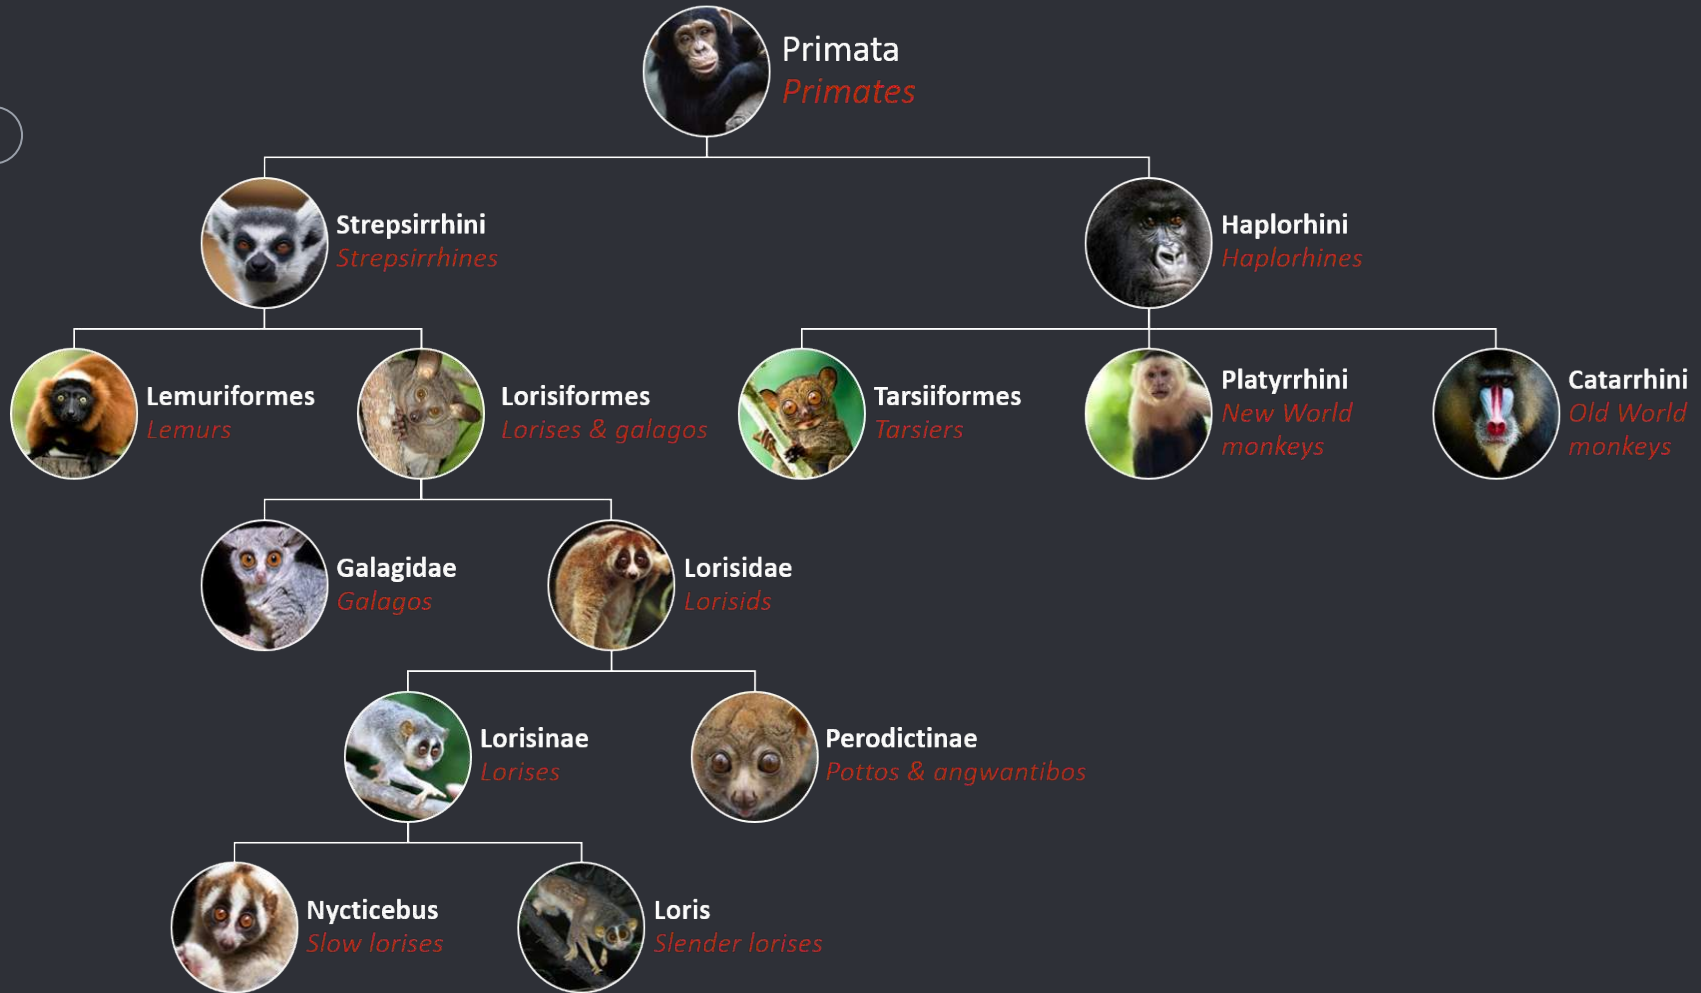 Primata
Primates
Strepsirrhini
Strepsirrhines
Haplorhini
Haplorhines
Lemuriformes
Lemurs
Lorisiformes
Lorises & galagos
Tarsiiformes
Tarsiers
Platyrrhini
New World
monkeys
Catarrhini
Old World
monkeys
Galagidae
Galagos
Lorisidae
Lorisids
Lorisinae
Lorises
Perodictinae
Pottos & angwantibos
Nycticebus
Slow lorises
Loris
Slender lorises